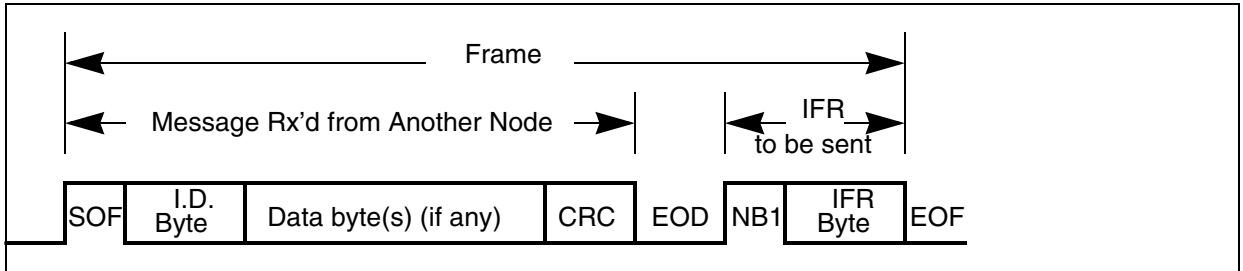 Frame
Message Rx'd from Another Node
IFR
to be sent
SOF I.D. Byte Data byte(s) (if any) CRC EOD NB1 IFR Byte EOF